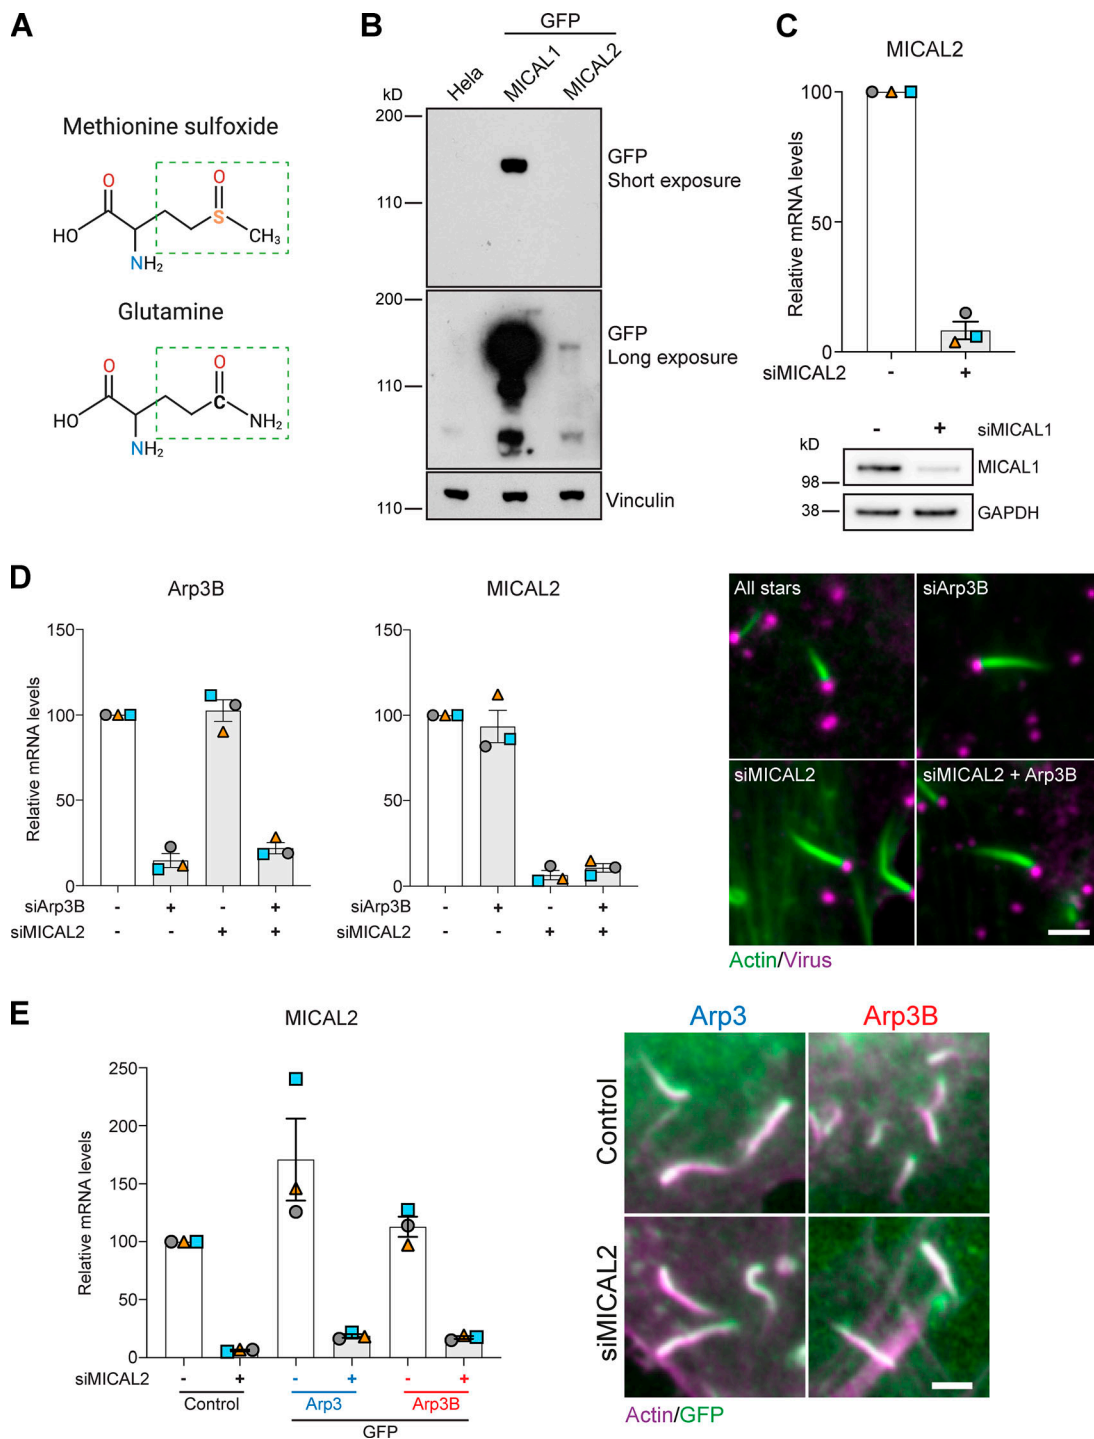 A
Methionine sulfoxide
O
O
HO
S
CH3
NH2
Glutamine
O
O
HO
C
NH2
NH2
B
GFP
Hela
MICAL1
MICAL2
kD
200
110
GFP
Short exposure
200
110
GFP
Long exposure
110
Vinculin
C
MICAL2
Relative mRNA levels
100
50
0
siMICAL2 - +
- + siMICAL1
kD
98
MICAL1
38
GAPDH
D
Arp3B
Relative mRNA levels
150
100
50
0
siArp3B - + - +
siMICAL2 - - + +
MICAL2
150
100
50
0
siArp3B - + - +
siMICAL2 - - + +
All stars
siArp3B
siMICAL2
siMICAL2 + Arp3B
Actin/Virus
E
MICAL2
Relative mRNA levels
250
200
150
100
50
0
siMICAL2 - + - + - +
Control
Arp3
Arp3B
GFP
Arp3
Arp3B
Control
siMICAL2
Actin/GFP